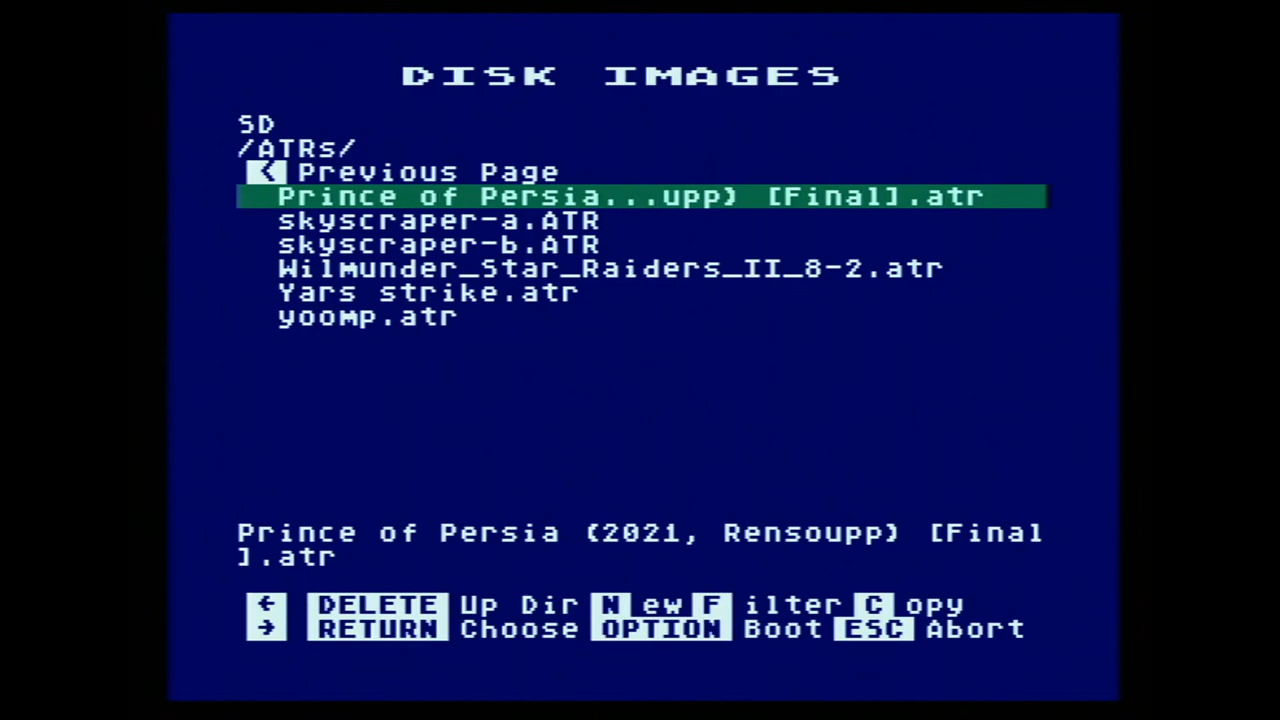 DISK IMAGES
SD
/ATRs/
< Previous Page
Prince of Persia...upp) [Final].atr
skyscraper-a.ATR
skyscraper-b.ATR
Wilmunder_Star_Raiders_II_8-2.atr
Yars strike.atr
yoomp.atr
Prince of Persia (2021, Rensoupp) [Final
].atr
← DELETE Up Dir New Filter Copy
→ RETURN Choose OPTION Boot ESC Abort